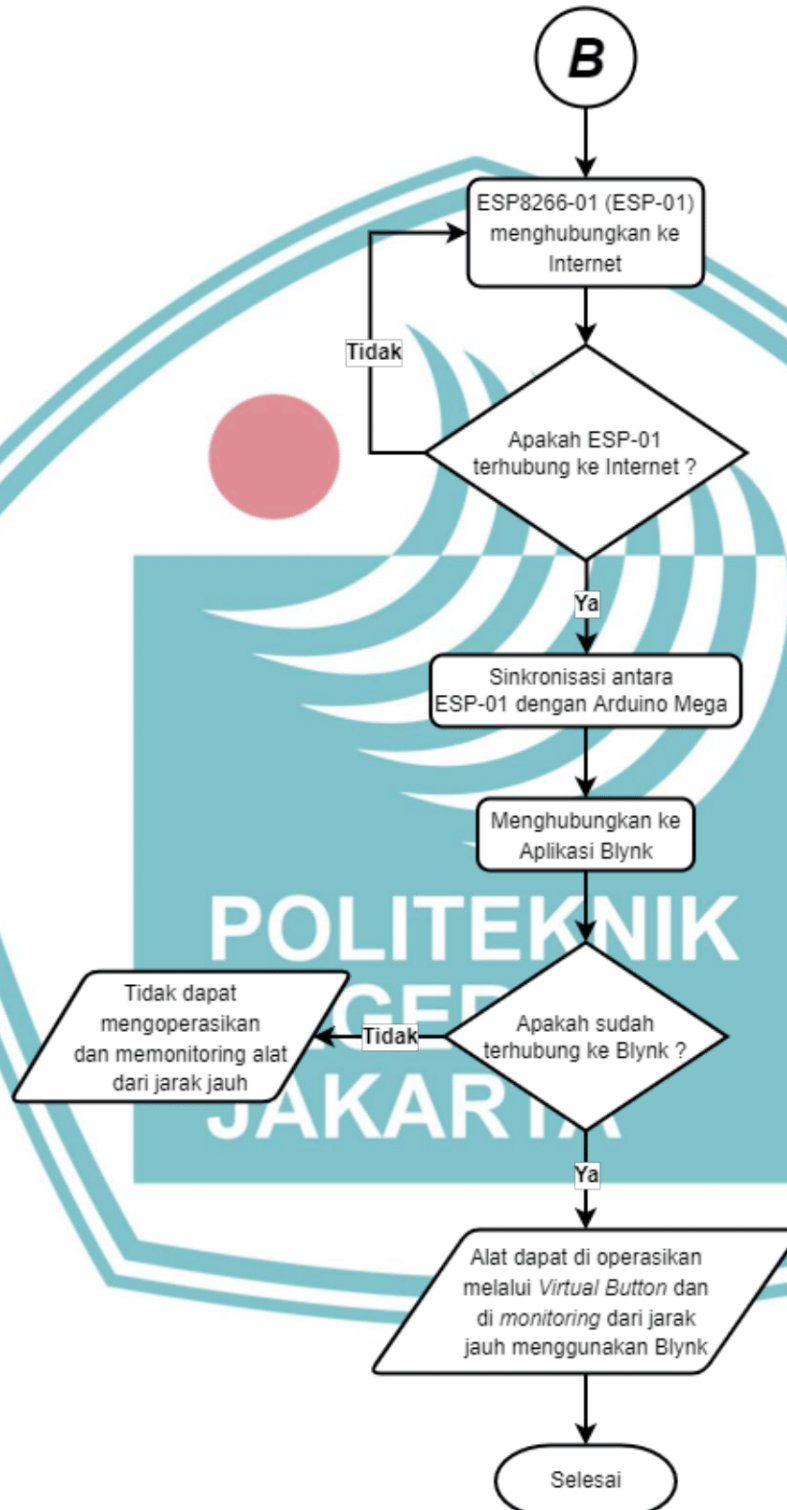 B
ESP8266-01 (ESP-01)
menghubungkan ke
Internet
Tidak
Apakah ESP-01
terhubung ke Internet ?
Ya
Sinkronisasi antara
ESP-01 dengan Arduino Mega
Menghubungkan ke
Aplikasi Blynk
POLITEKNIK
JAKARTA
Tidak dapat
mengoperasikan
dan memonitoring alat
dari jarak jauh
Tidak
Apakah sudah
terhubung ke Blynk ?
Ya
Alat dapat di operasikan
melalui Virtual Button dan
di monitoring dari jarak
jauh menggunakan Blynk
Selesai